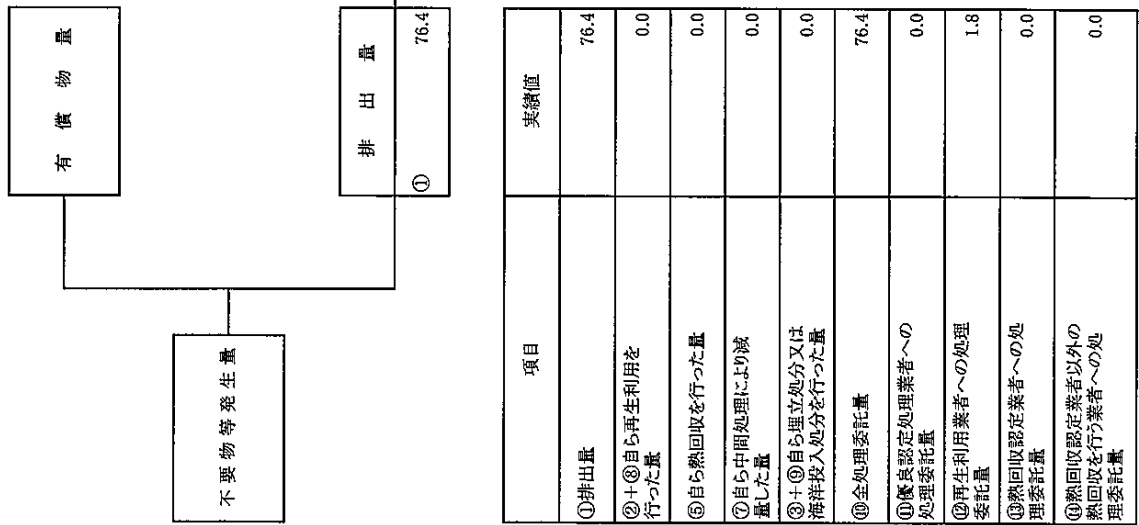 有償物量
不要物等発生量
排出量
① 76.4
項目 実績値
①排出量 76.4
②+⑧自ら再生利用を
行った量 0.0
⑤自ら熱回収を行った量 0.0
⑦自ら中間処理により減
量した量 0.0
③+⑨自ら埋立処分又は
海洋投入処分を行った量 0.0
⑩全処理委託量 76.4
⑪優良認定処理業者への
処理委託量 0.0
⑫再生利用業者への処理
委託量 1.8
⑬熱回収認定業者への処
理委託量 0.0
⑭熱回収認定業者以外の
熱回収を行う業者への処
理委託量 0.0